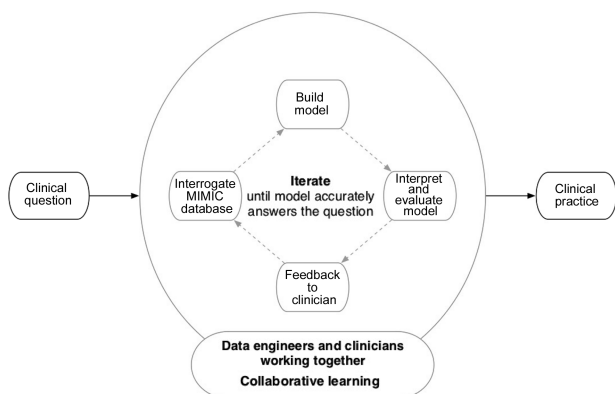 Build
model
Clinical
question
Interrogate
MIMIC
database
Iterate
until model accurately
answers the question
Interpret
and
evaluate
model
Clinical
practice
Feedback
to
clinician
Data engineers and clinicians
working together
Collaborative learning